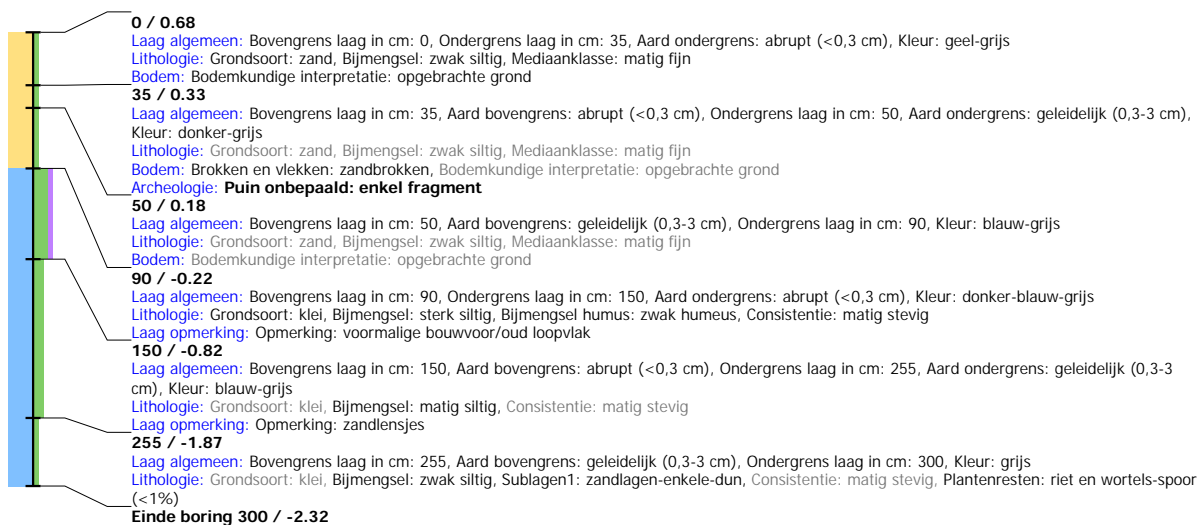 0 / 0.68
Laag algemeen: Bovengrens laag in cm: 0, Ondergrens laag in cm: 35, Aard ondergrens: abrupt (<0,3 cm), Kleur: geel-grijs
Lithologie: Grondsoort: zand, Bijmengsel: zwak siltig, Mediaanklasse: matig fijn
Bodem: Bodemkundige interpretatie: opgebrachte grond
35 / 0.33
Laag algemeen: Bovengrens laag in cm: 35, Aard bovengrens: abrupt (<0,3 cm), Ondergrens laag in cm: 50, Aard ondergrens: geleidelijk (0,3-3 cm),
Kleur: donker-grijs
Lithologie: Grondsoort: zand, Bijmengsel: zwak siltig, Mediaanklasse: matig fijn
Bodem: Brokken en vlekken: zandbrokken, Bodemkundige interpretatie: opgebrachte grond
Archeologie: Puin onbepaald: enkel fragment
50 / 0.18
Laag algemeen: Bovengrens laag in cm: 50, Aard bovengrens: geleidelijk (0,3-3 cm), Ondergrens laag in cm: 90, Kleur: blauw-grijs
Lithologie: Grondsoort: zand, Bijmengsel: zwak siltig, Mediaanklasse: matig fijn
Bodem: Bodemkundige interpretatie: opgebrachte grond
90 / -0.22
Laag algemeen: Bovengrens laag in cm: 90, Ondergrens laag in cm: 150, Aard ondergrens: abrupt (<0,3 cm), Kleur: donker-blauw-grijs
Lithologie: Grondsoort: klei, Bijmengsel: sterk siltig, Bijmengsel humus: zwak humeus, Consistentie: matig stevig
Laag opmerking: Opmerking: voormalige bouwvoor/oud loopvlak
150 / -0.82
Laag algemeen: Bovengrens laag in cm: 150, Aard bovengrens: abrupt (<0,3 cm), Ondergrens laag in cm: 255, Aard ondergrens: geleidelijk (0,3-3
cm), Kleur: blauw-grijs
Lithologie: Grondsoort: klei, Bijmengsel: matig siltig, Consistentie: matig stevig
Laag opmerking: Opmerking: zandlensjes
255 / -1.87
Laag algemeen: Bovengrens laag in cm: 255, Aard bovengrens: geleidelijk (0,3-3 cm), Ondergrens laag in cm: 300, Kleur: grijs
Lithologie: Grondsoort: klei, Bijmengsel: zwak siltig, Sublagen1: zandlagen-enkele-dun, Consistentie: matig stevig, Plantenresten: riet en wortels-spoor
(<1%)
Einde boring 300 / -2.32